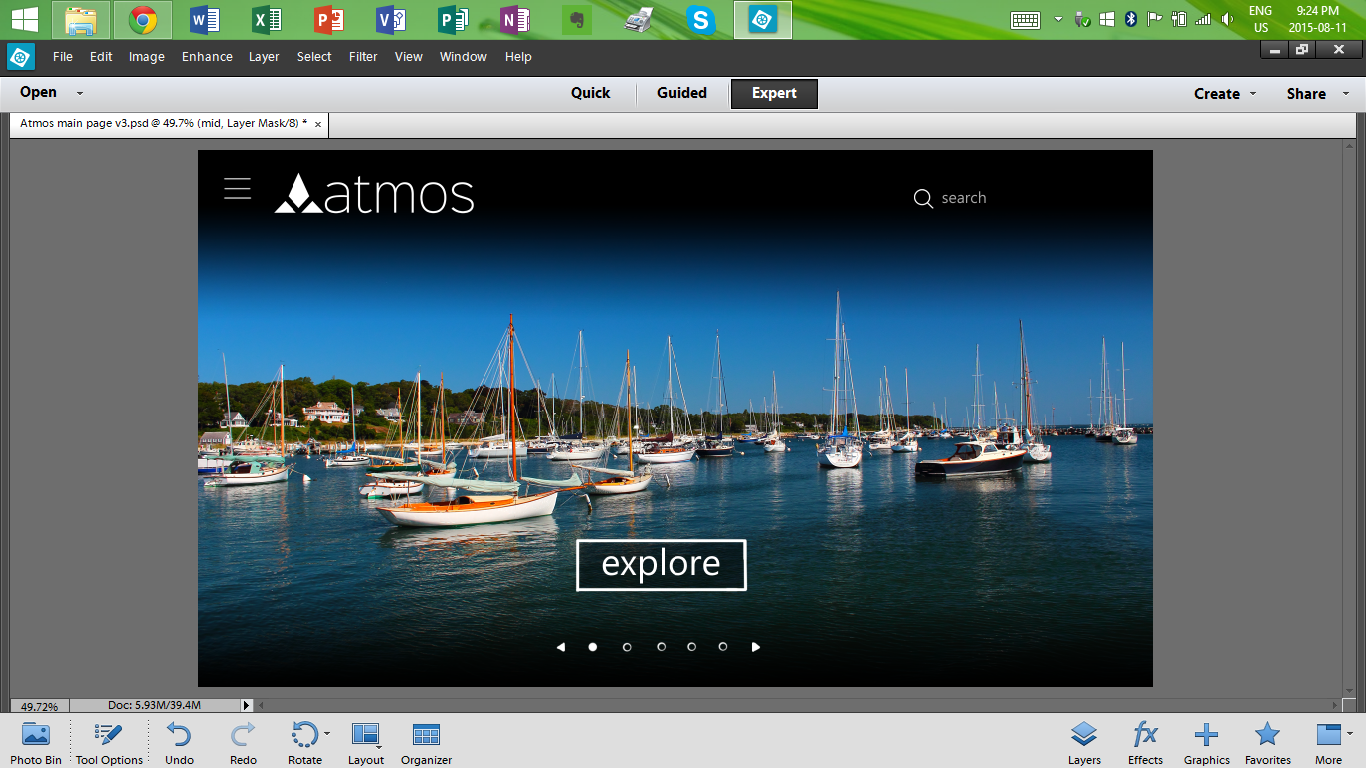 ENG 9:24 PM
US 2015-08-11
File Edit Image Enhance Layer Select Filter View Window Help
Open Quick Guided Expert Create Share
Atmos main page v3.psd @ 49.7% (mid, Layer Mask/8) * ×
atmos
search
explore
49.72% Doc: 5.93M/39.4M
Photo Bin Tool Options Undo Redo Rotate Layout Organizer Layers Effects Graphics Favorites More